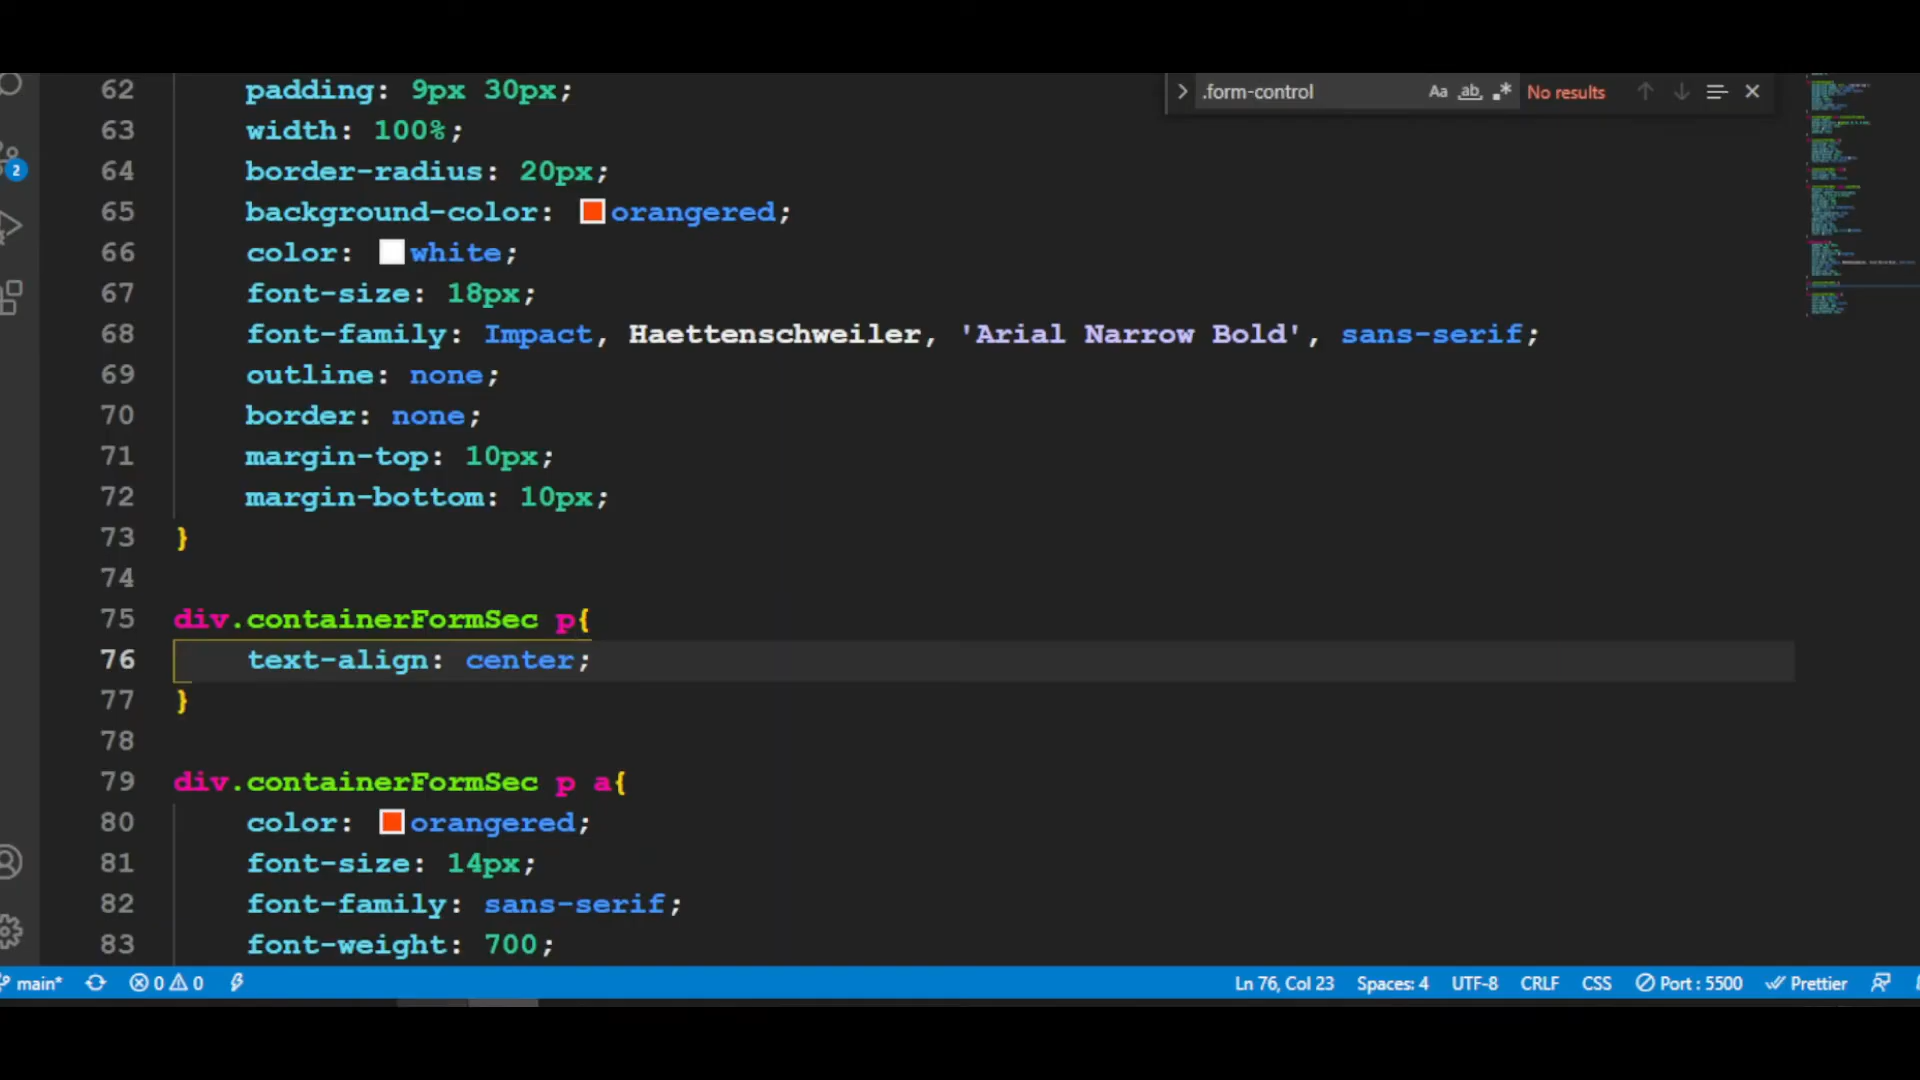 62 padding: 9px 30px;
.form-control Aa ab No results
63 width: 100%;
64 border-radius: 20px;
65 background-color: orangered;
66 color: white;
67 font-size: 18px;
68 font-family: Impact, Haettenschweiler, 'Arial Narrow Bold', sans-serif;
69 outline: none;
70 border: none;
71 margin-top: 10px;
72 margin-bottom: 10px;
73 }
74
75 div.containerFormSec p{
76 text-align: center;
77 }
78
79 div.containerFormSec p a{
80 color: orangered;
81 font-size: 14px;
82 font-family: sans-serif;
83 font-weight: 700;
2
main* 0 0 Ln 76, Col 23 Spaces: 4 UTF-8 CRLF CSS Port : 5500 Prettier